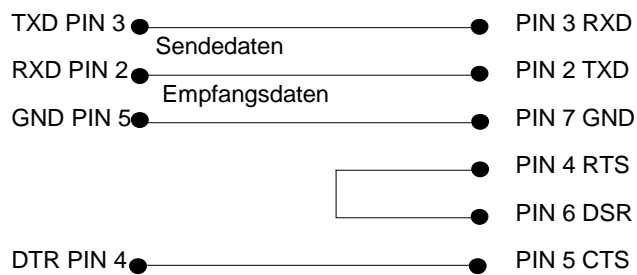 TXD PIN 3 PIN 3 RXD
Sendedaten
RXD PIN 2 PIN 2 TXD
Empfangsdaten
GND PIN 5 PIN 7 GND
PIN 4 RTS
PIN 6 DSR
DTR PIN 4 PIN 5 CTS